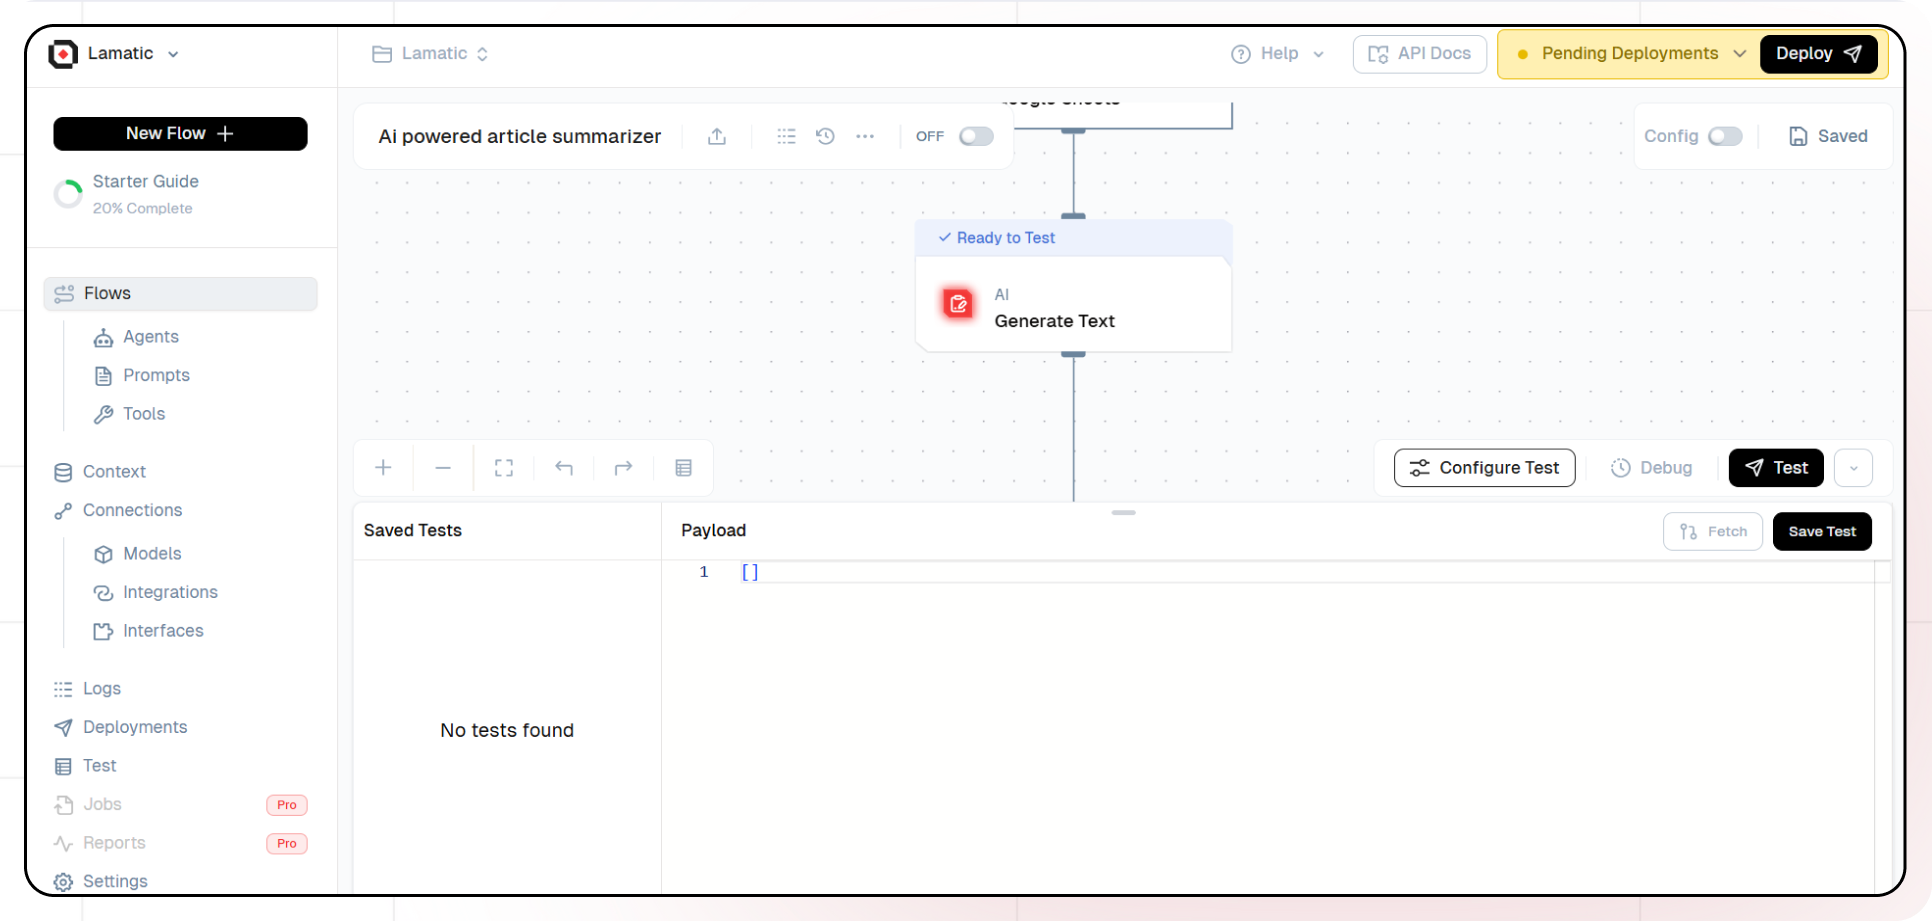 Lamatic
Lamatic
Help
API Docs
Pending Deployments
Deploy
New Flow
Starter Guide
20% Complete
Ai powered article summarizer
OFF
Config
Saved
Ready to Test
AI
Generate Text
Flows
Agents
Prompts
Tools
Context
Connections
Models
Integrations
Interfaces
Logs
Deployments
Test
Jobs
Pro
Reports
Pro
Settings
Configure Test
Debug
Test
Saved Tests
Payload
Fetch
Save Test
1 []
No tests found